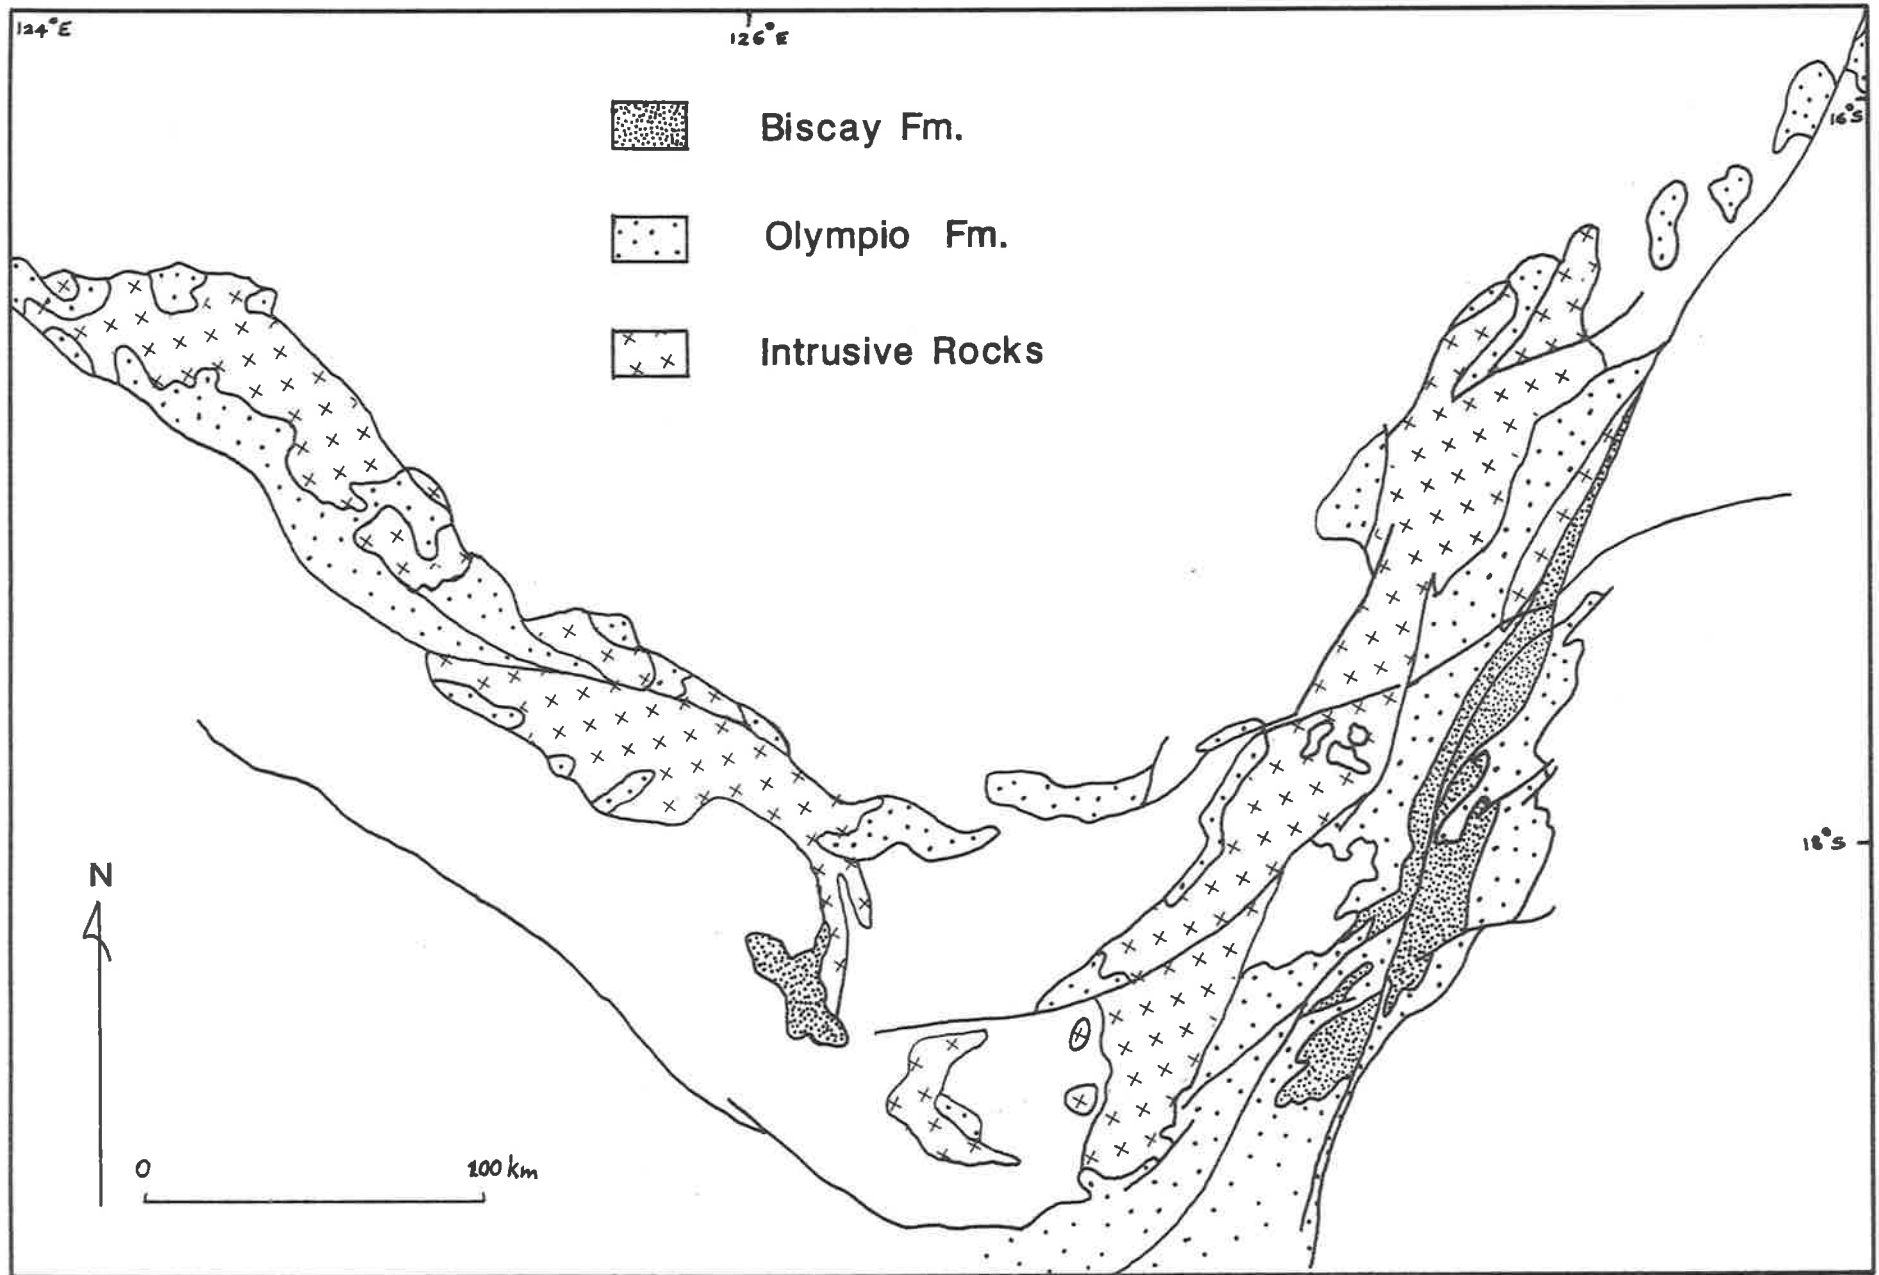 124°E
126°E
Biscay Fm.
16°S
Olympio Fm.
Intrusive Rocks
18°S
N
0 100 km